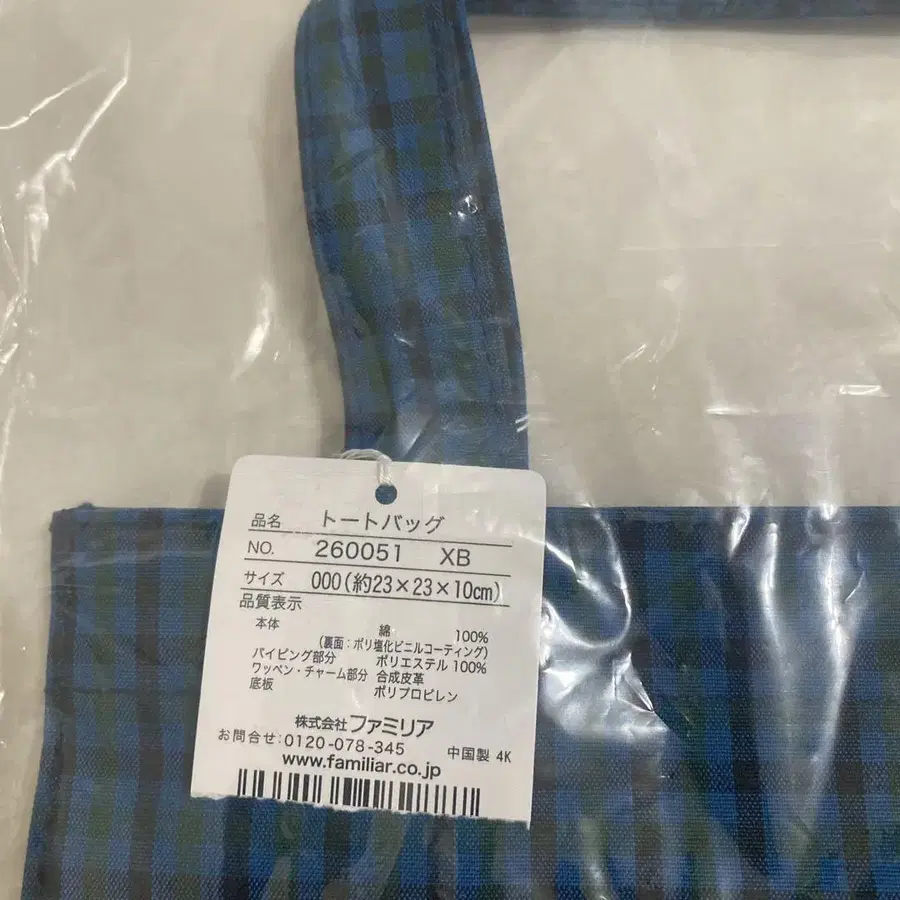 品名 トートバッグ
NO. 260051 XB
サイズ 000(約23×23×10cm)
品質表示
本体 綿 100%
(裏面:ポリ塩化ビニルコーティング)
パイピング部分 ポリエステル100%
ワッペン・チャーム部分 合成皮革
底板 ポリプロピレン
株式会社ファミリア
お問合せ:0120-078-345 中国製 4K
www.familiar.co.jp